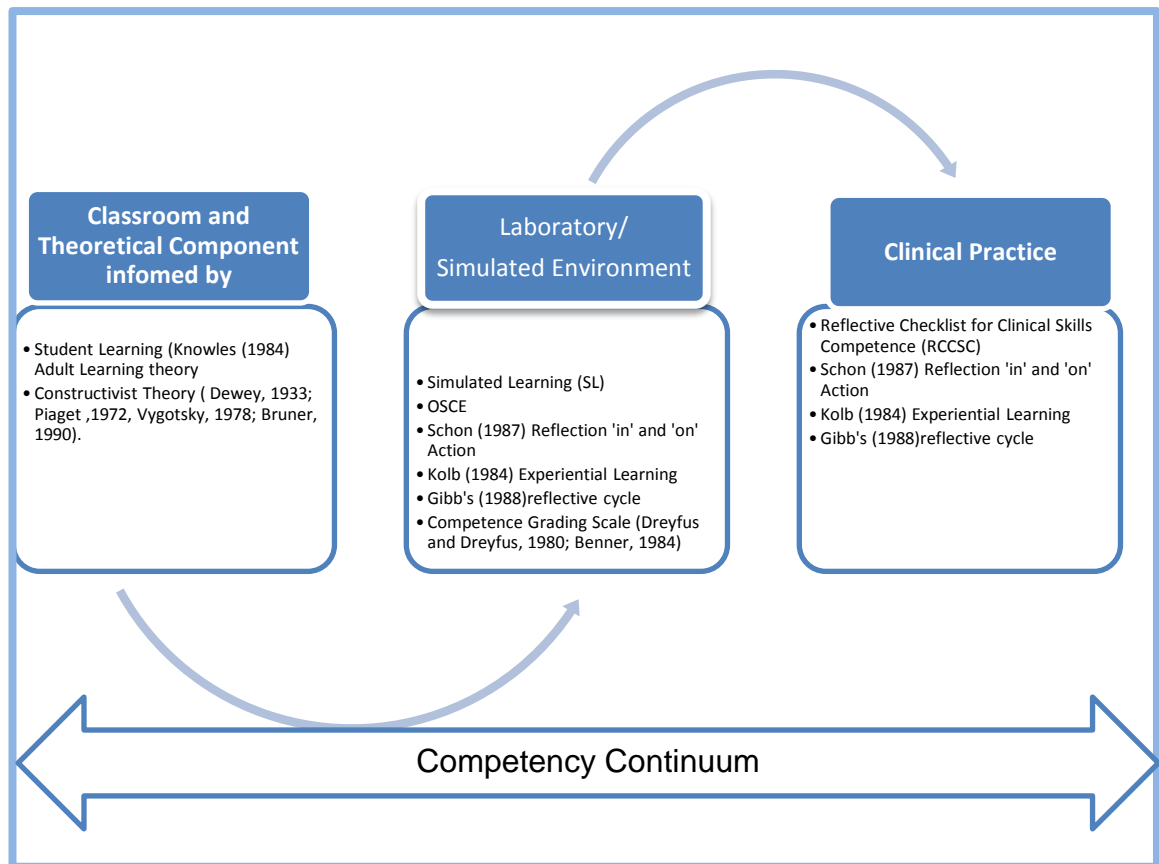 Classroom and
Theoretical Component
infomed by
• Student Learning (Knowles (1984)
Adult Learning theory
• Constructivist Theory ( Dewey, 1933;
Piaget ,1972, Vygotsky, 1978; Bruner,
1990).
Laboratory/
Simulated Environment
• Simulated Learning (SL)
• OSCE
• Schon (1987) Reflection 'in' and 'on'
Action
• Kolb (1984) Experiential Learning
• Gibb's (1988)reflective cycle
• Competence Grading Scale (Dreyfus
and Dreyfus, 1980; Benner, 1984)
Clinical Practice
• Reflective Checklist for Clinical Skills
Competence (RCCSC)
• Schon (1987) Reflection 'in' and 'on'
Action
• Kolb (1984) Experiential Learning
• Gibb's (1988)reflective cycle
Competency Continuum